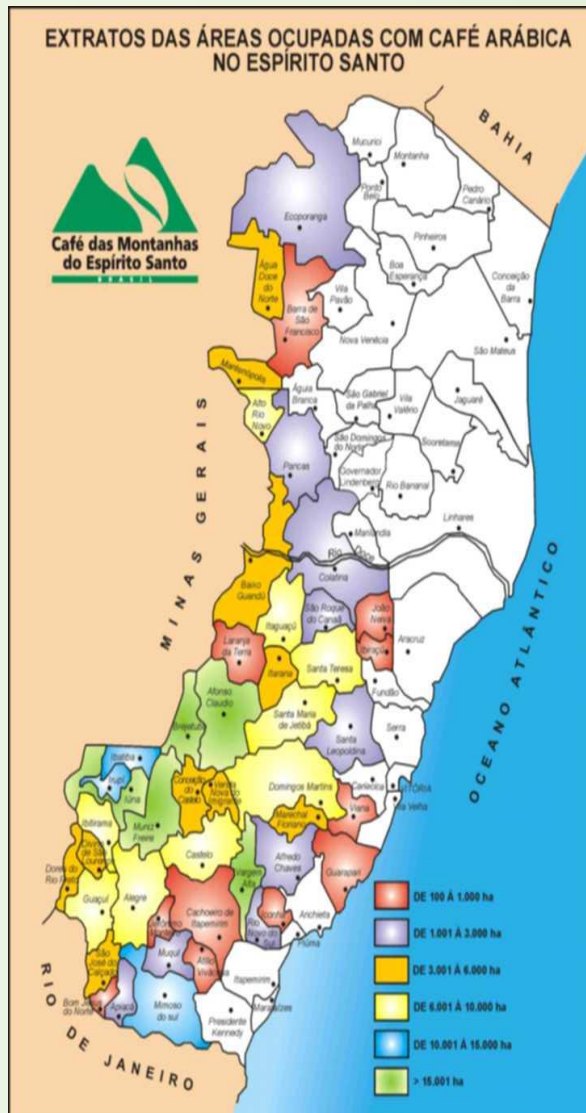 EXTRATOS DAS ÁREAS OCUPADAS COM CAFÉ ARÁBICA
NO ESPÍRITO SANTO
BAHIA
Café das Montanhas
do Espírito Santo
BRASIL
Mucurici
Montanha
Ponto
Belo
Pedro
Canário
Ecoporanga
Pinheiros
Água
Doce
do
Norte
Boa
Esperança
Conceição
da
Barra
Vila
Pavão
Barra de
São
Francisco
Nova Venécia
São Mateus
Mantenópolis
Águia
Branca
São Gabriel
da Palha
Vila
Valério
Jaguaré
Alto
Rio
Novo
São Domingos
do Norte
Sooretama
Pancas
Governador
Lindenberg
Rio Bananal
MINAS GERAIS
Linhares
Marilandia
Rio Doce
Baixo
Guandú
Colatina
OCEANO ATLÂNTICO
Itaguaçú
São Roque
do Canaã
João
Neiva
Laranja
da Terra
Ibiraçú
Aracruz
Itarana
Santa Teresa
Fundão
Afonso
Claudio
Santa Maria
de Jetibá
Serra
Brejetuba
Santa
Leopoldina
Ibatiba
Irupi
Iúna
Conceição
do
Castelo
Venda
Nova do
Imigrante
Domingos Martins
Cariacica
VITÓRIA
Vila Velha
Marechal
Floriano
Viana
Ibitirama
Muniz
Freire
Divino
de São
Lourenço
Castelo
Dores do
Rio Preto
Vargem
Alta
Alfredo
Chaves
Guarapari
Guaçuí
Alegre
Cachoeiro de
Itapemirim
Iconha
Anchieta
Jerônimo
Monteiro
Rio
Novo do
Sul
Piúma
São
José do
Calçado
Muqui
Atílio
Vivácqua
Itapemirim
Bom Jesus
do Norte
Apiacá
Mimoso
do sul
Presidente
Kennedy
Marataízes
RIO DE JANEIRO
DE 100 Á 1.000 ha
DE 1.001 Á 3.000 ha
DE 3.001 Á 6.000 ha
DE 6.001 Á 10.000 ha
DE 10.001 Á 15.000 ha
> 15.001 ha